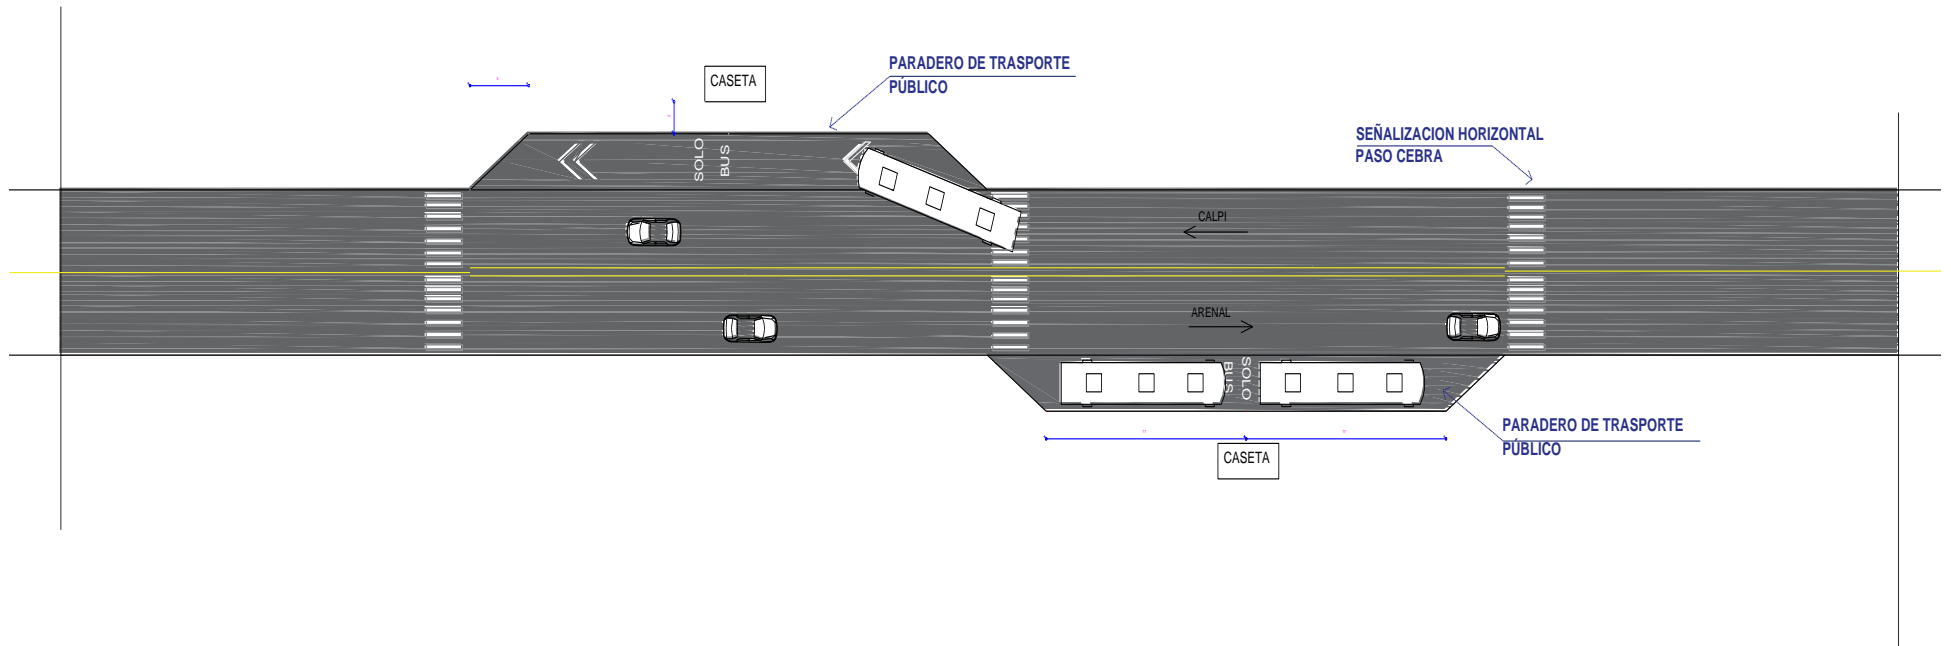 PARADERO DE TRASPORTE
PÚBLICO
CASETA
SEÑALIZACION HORIZONTAL
PASO CEBRA
SOLO
BUS
CALPI
ARENAL
SOLO
BUS
PARADERO DE TRASPORTE
PÚBLICO
CASETA